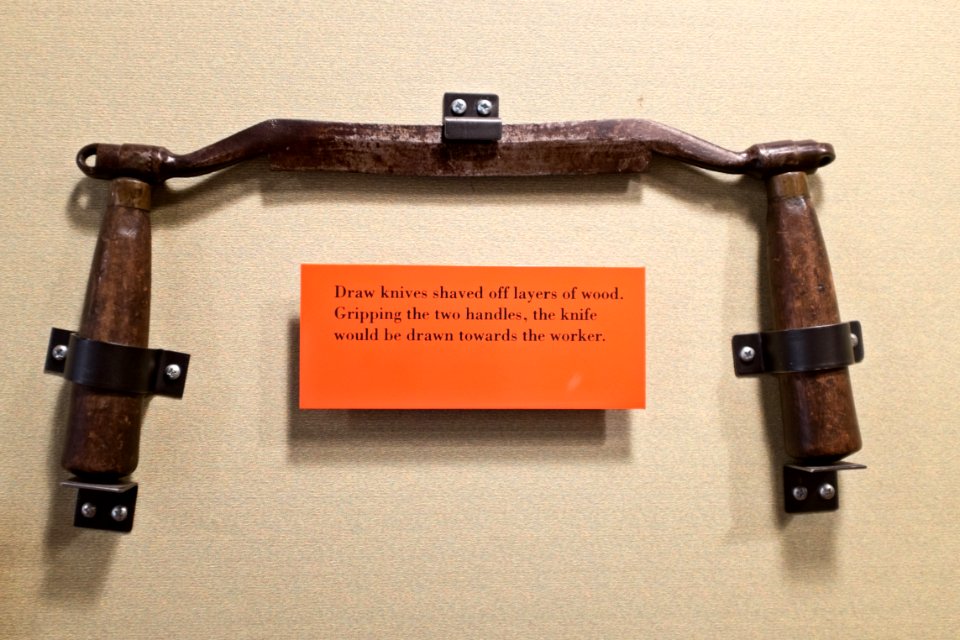 Draw knives shaved off layers of wood.
Gripping the two handles, the knife
would be drawn towards the worker.